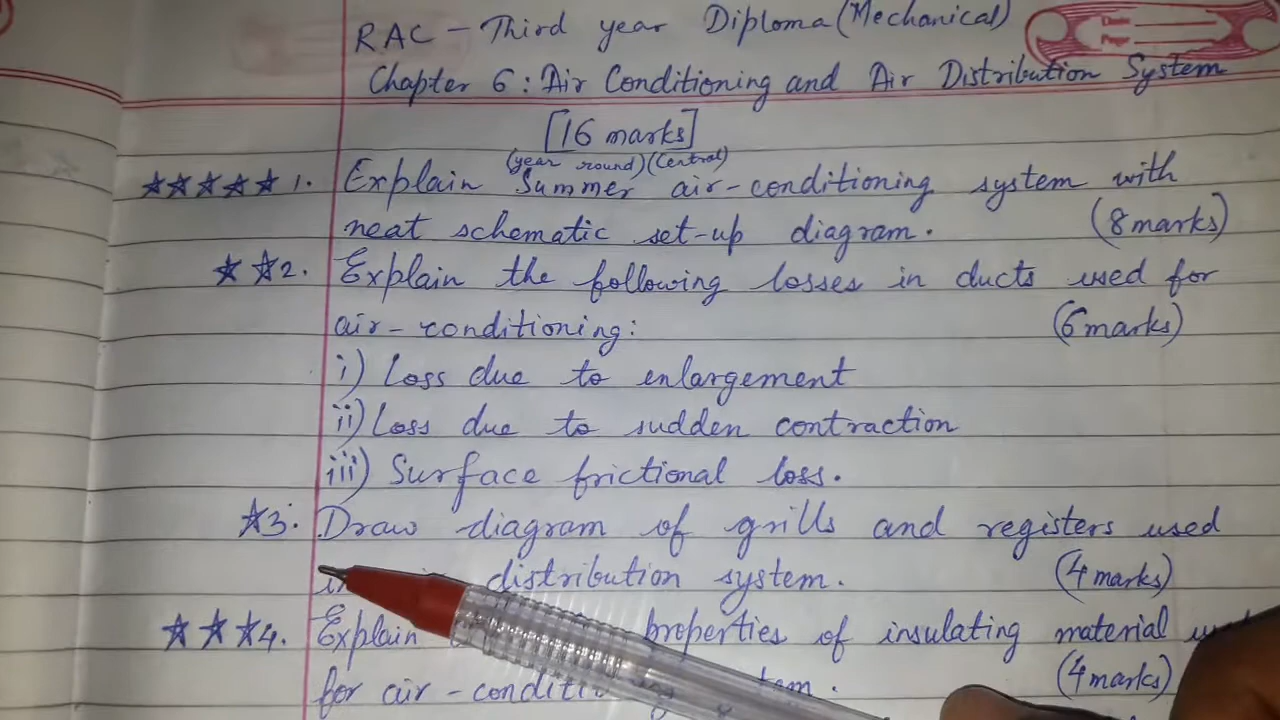 RAC - Third year Diploma (Mechanical)
Date
Page
Chapter 6 : Air Conditioning and Air Distribution System
[16 marks]
(year round) (Central)
★★★★★ 1. Explain Summer air-conditioning system with
neat schematic set-up diagram. (8 marks)
★★2. Explain the following losses in ducts used for
air-conditioning: (6 marks)
i) Loss due to enlargement
ii) Loss due to sudden contraction
iii) Surface frictional loss.
★3. Draw diagram of grills and registers used
in distribution system. (4 marks)
★★★4. Explain properties of insulating material
for air-conditi (4 marks)